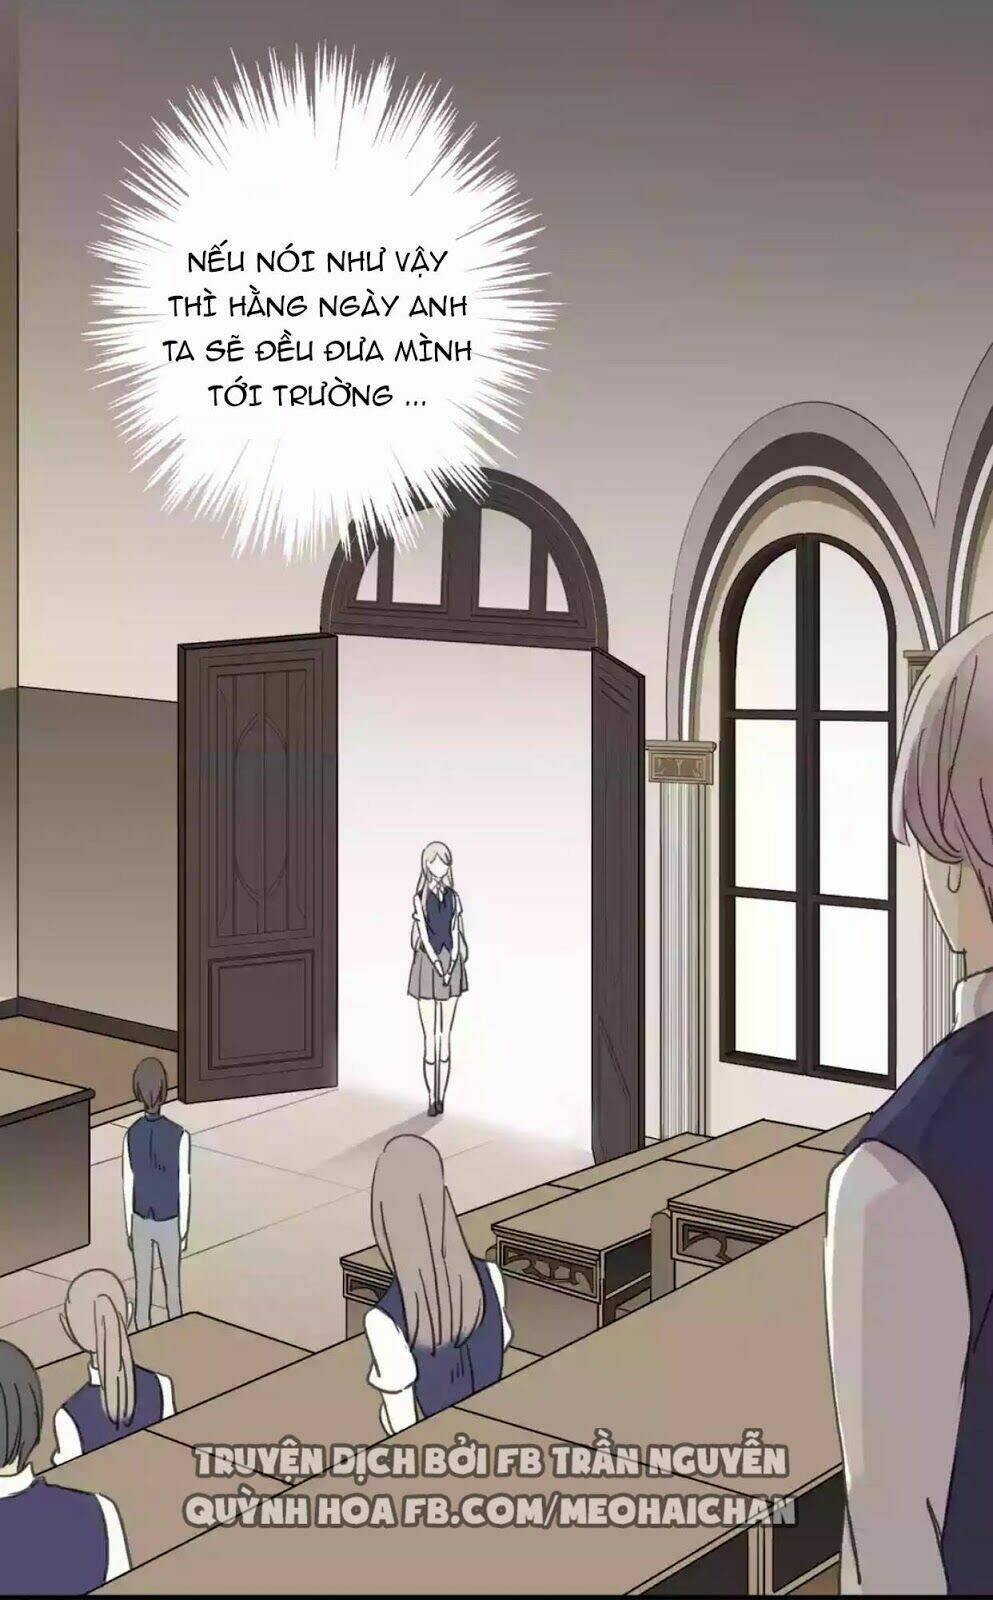 NẾU NÓI NHƯ VẬY
THÌ HẰNG NGÀY ANH
TA SẼ ĐỀU ĐƯA MÌNH
TỚI TRƯỜNG ...
TRUYỆN DỊCH BỞI FB TRẦN NGUYỄN
QUỲNH HOA FB.COM/MEOHAICHAN